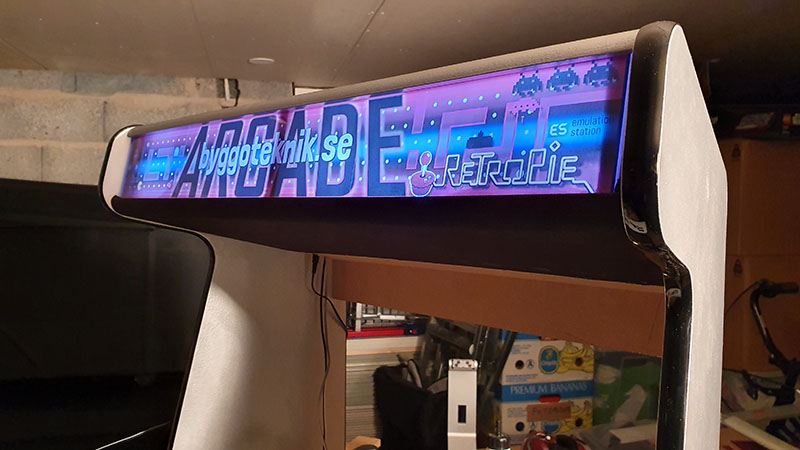 ARCADE
byggoteknik.se
RETROPIE
ES emulation
station
PREMIUM BANANAS